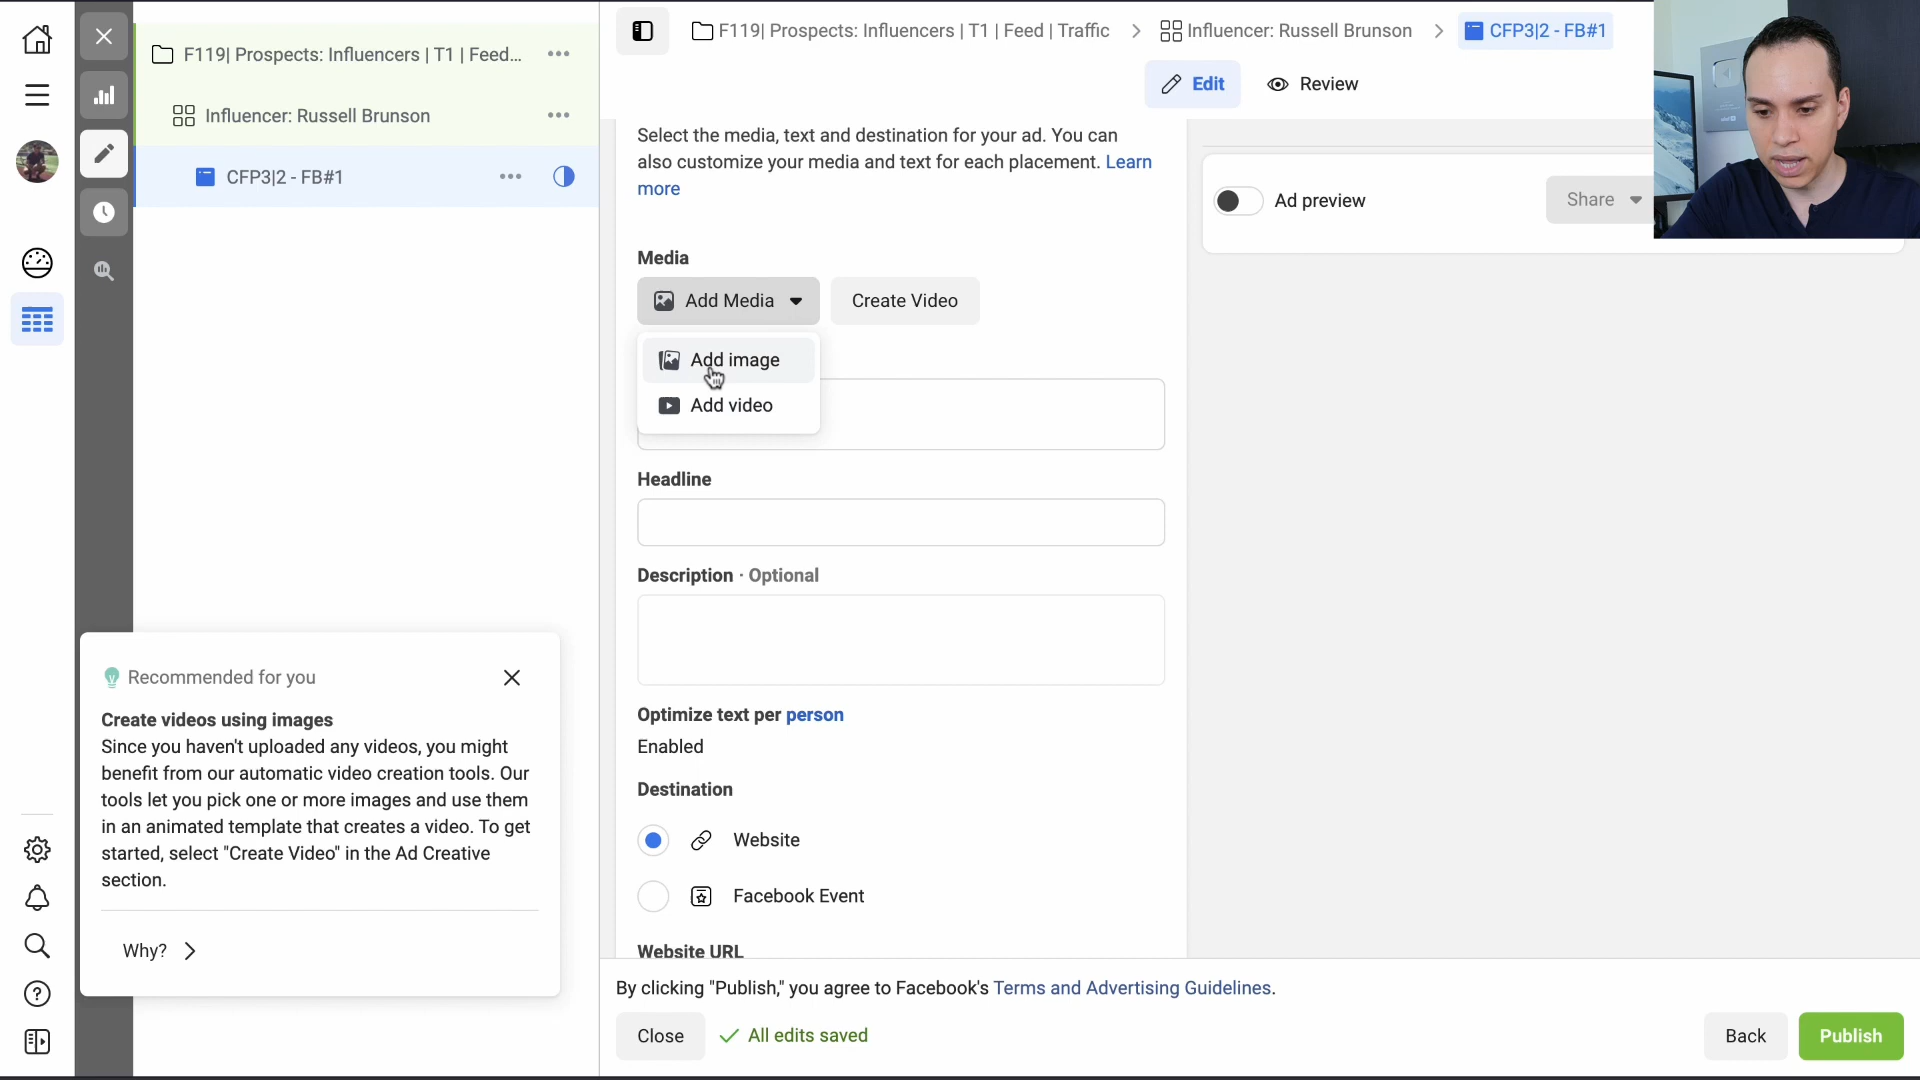 F119| Prospects: Influencers | T1 | Feed...
Influencer: Russell Brunson
CFP3|2 - FB#1
F119| Prospects: Influencers | T1 | Feed | Traffic
Influencer: Russell Brunson
CFP3|2 - FB#1
Edit
Review
Select the media, text and destination for your ad. You can
also customize your media and text for each placement. Learn
more
Ad preview
Share
Media
Add Media
Create Video
Add image
Add video
Headline
Description · Optional
Optimize text per person
Enabled
Destination
Website
Facebook Event
Website URL
Recommended for you
Create videos using images
Since you haven't uploaded any videos, you might
benefit from our automatic video creation tools. Our
tools let you pick one or more images and use them
in an animated template that creates a video. To get
started, select "Create Video" in the Ad Creative
section.
Why?
By clicking "Publish," you agree to Facebook's Terms and Advertising Guidelines.
Close
All edits saved
Back
Publish